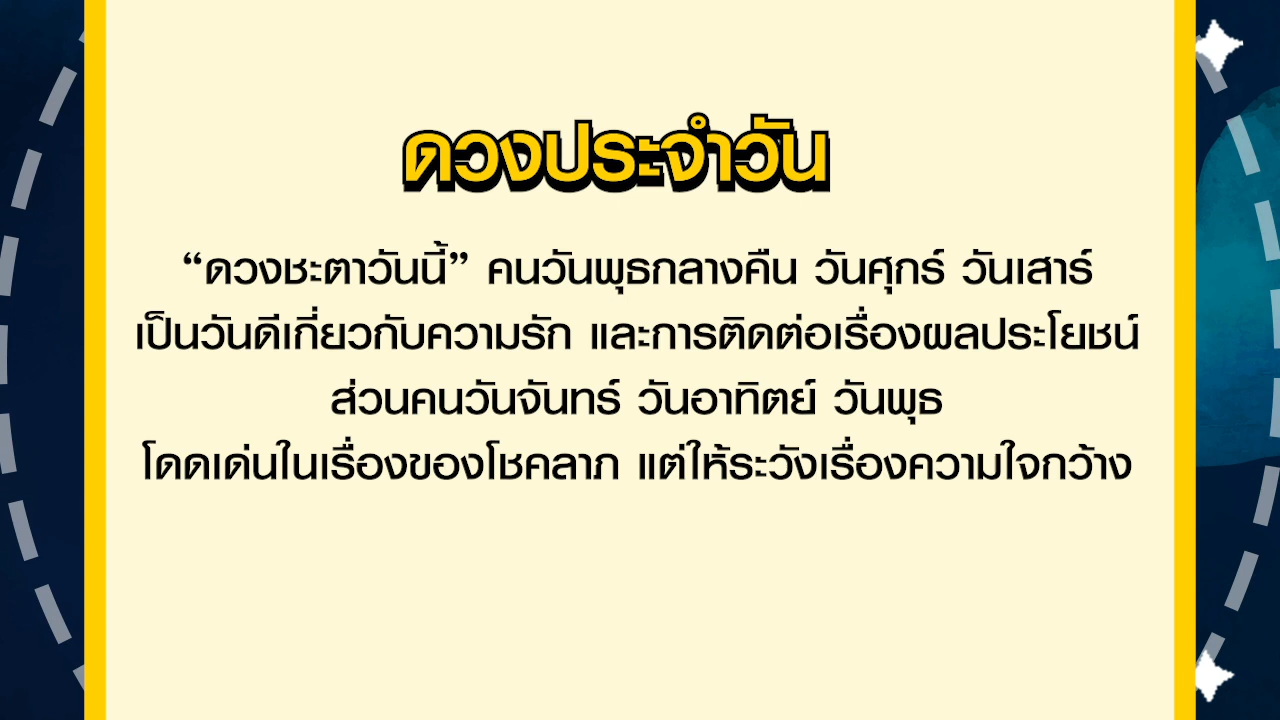 ดวงประจำวัน
“ดวงชะตาวันนี้” คนวันพุธกลางคืน วันศุกร์ วันเสาร์
เป็นวันดีเกี่ยวกับความรัก และการติดต่อเรื่องผลประโยชน์
ส่วนคนวันจันทร์ วันอาทิตย์ วันพุธ
โดดเด่นในเรื่องของโชคลาภ แต่ให้ระวังเรื่องความใจกว้าง